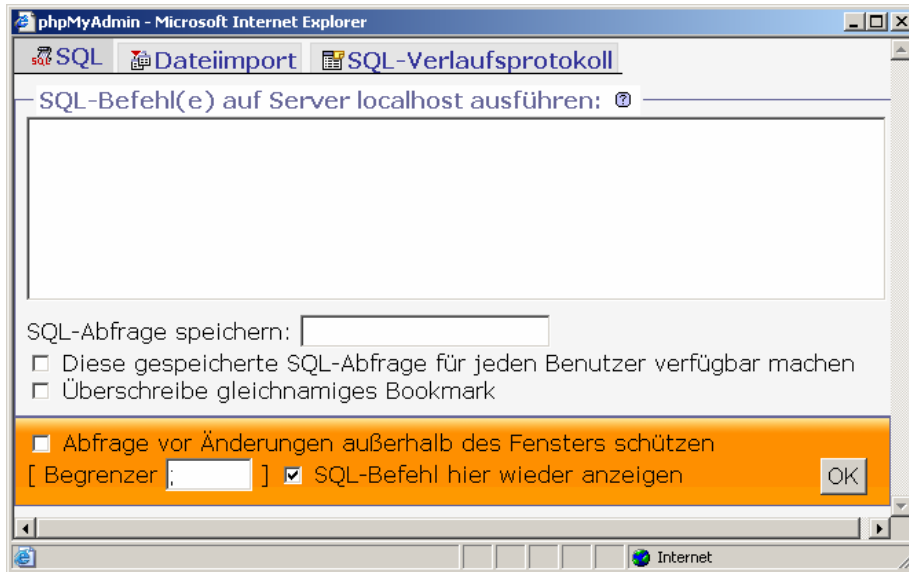 phpMyAdmin - Microsoft Internet Explorer
SQL Dateiimport SQL-Verlaufsprotokoll
SQL-Befehl(e) auf Server localhost ausführen:
SQL-Abfrage speichern:
Diese gespeicherte SQL-Abfrage für jeden Benutzer verfügbar machen
Überschreibe gleichnamiges Bookmark
Abfrage vor Änderungen außerhalb des Fensters schützen
[ Begrenzer ; ] SQL-Befehl hier wieder anzeigen OK
Internet